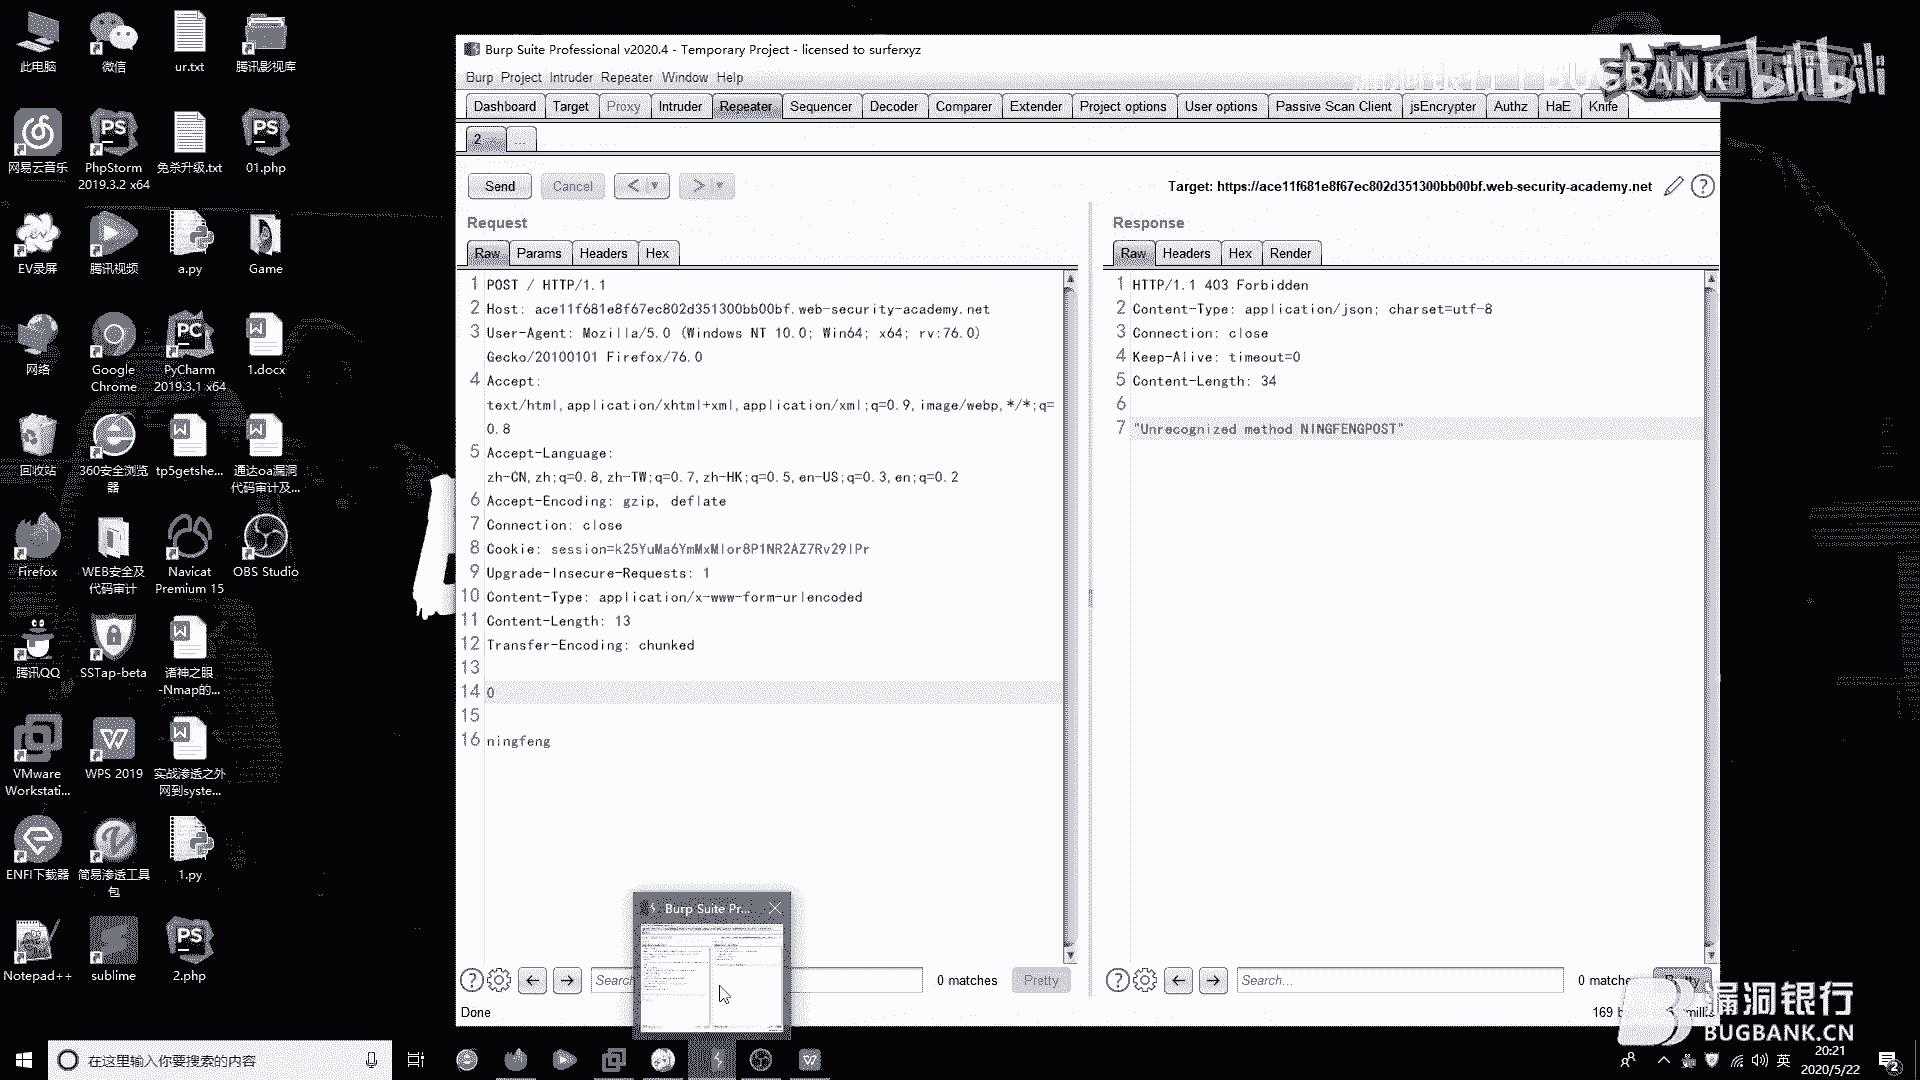 此电脑
微信
ur.txt
腾讯影视库
网易云音乐
PhpStorm
2019.3.2 x64
免杀升级.txt
01.php
EV录屏
腾讯视频
a.py
Game
网络
Google
Chrome
PyCharm
2019.3.1 x64
1.docx
回收站
360安全浏览
器
tp5getshe...
通达oa漏洞
代码审计及...
Firefox
WEB安全及
代码审计
Navicat
Premium 15
OBS Studio
腾讯QQ
SSTap-beta
诸神之眼
-Nmap的...
VMware
Workstati...
WPS 2019
实战渗透之外
网到syste...
ENFI下载器
简易渗透工具
包
1.py
Notepad++
sublime
2.php
Burp Suite Professional v2020.4 - Temporary Project - licensed to surferxyz
Burp Project Intruder Repeater Window Help
Dashboard Target Proxy Intruder Repeater Sequencer Decoder Comparer Extender Project options User options Passive Scan Client jsEncrypter Authz HaE Knife
2 ...
Send Cancel < >
Target: https://ace11f681e8f67ec802d351300bb00bf.web-security-academy.net
Request
Raw Params Headers Hex
1 POST / HTTP/1.1
2 Host: ace11f681e8f67ec802d351300bb00bf.web-security-academy.net
3 User-Agent: Mozilla/5.0 (Windows NT 10.0; Win64; x64; rv:76.0)
Gecko/20100101 Firefox/76.0
4 Accept:
text/html,application/xhtml+xml,application/xml;q=0.9,image/webp,*/*;q=
0.8
5 Accept-Language:
zh-CN,zh;q=0.8,zh-TW;q=0.7,zh-HK;q=0.5,en-US;q=0.3,en;q=0.2
6 Accept-Encoding: gzip, deflate
7 Connection: close
8 Cookie: session=k25YuMa6YmMxMlor8P1NR2AZ7Rv29lPr
9 Upgrade-Insecure-Requests: 1
10 Content-Type: application/x-www-form-urlencoded
11 Content-Length: 13
12 Transfer-Encoding: chunked
13
14 0
15
16 ningfeng
Response
Raw Headers Hex Render
1 HTTP/1.1 403 Forbidden
2 Content-Type: application/json; charset=utf-8
3 Connection: close
4 Keep-Alive: timeout=0
5 Content-Length: 34
6
7 "Unrecognized method NINGFENGPOST"
Burp Suite Pr...
Search
0 matches
Pretty
Search...
0 matche
Done
169 b
BUGBANK bilibili
漏洞银行
BUGBANK.CN
在这里输入你要搜索的内容
英
20:21
2020/5/22
2